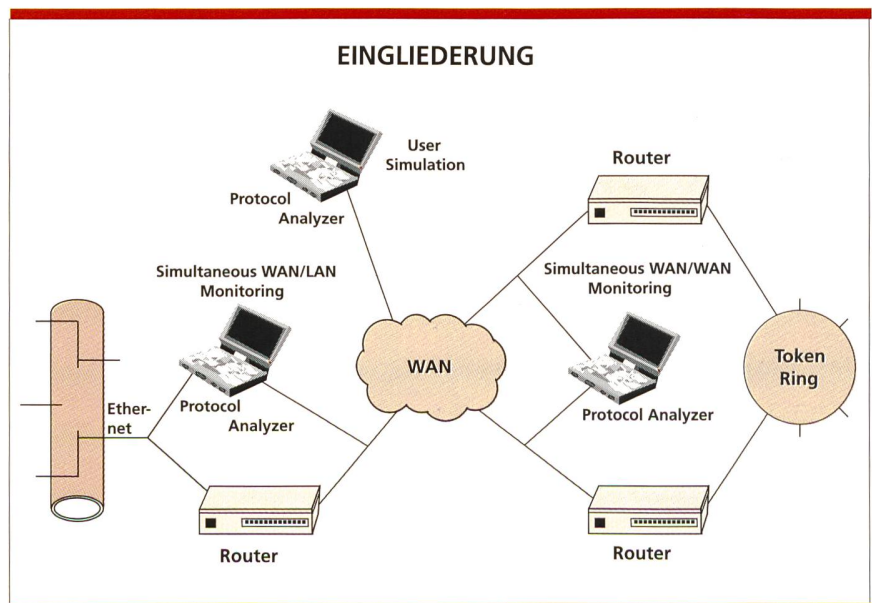 EINGLIEDERUNG
User
Simulation
Protocol
Analyzer
Router
Simultaneous WAN/LAN
Monitoring
Simultaneous WAN/WAN
Monitoring
WAN
Token
Ring
Ether-
net
Protocol
Analyzer
Protocol Analyzer
Router
Router